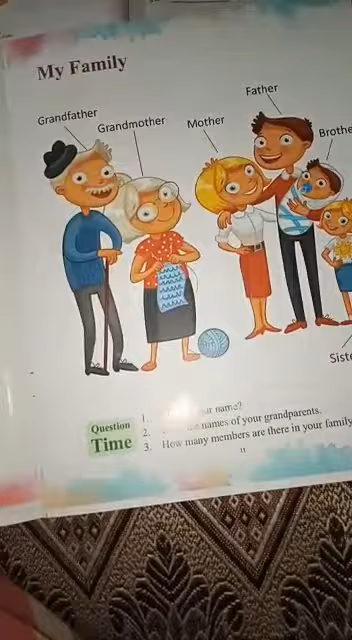 My Family
Father
Grandfather
Grandmother
Mother
Brothe
Siste
Question Time
1. name?
2. names of your grandparents.
3. How many members are there in your family
11